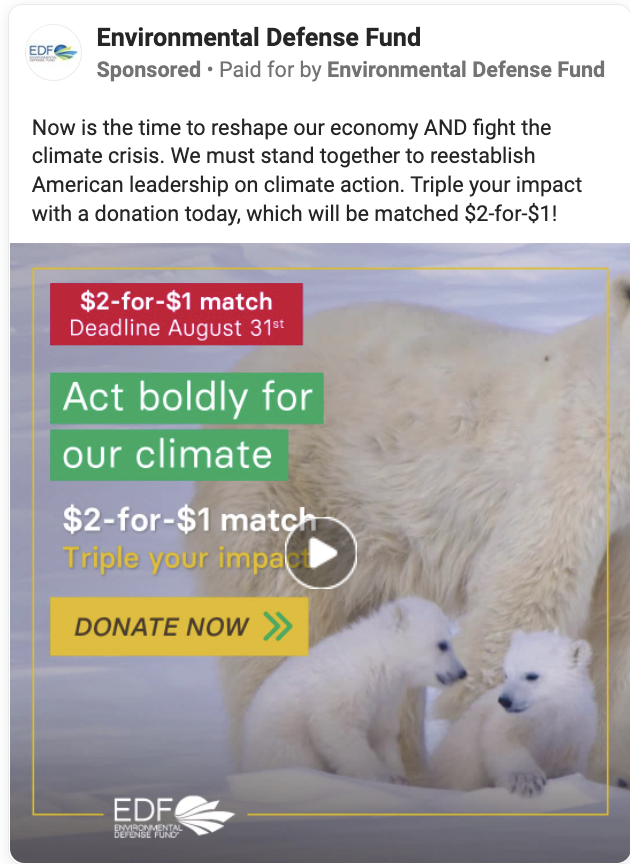 EDF
ENVIRONMENTAL
DEFENSE FUND
Environmental Defense Fund
Sponsored • Paid for by Environmental Defense Fund
Now is the time to reshape our economy AND fight the
climate crisis. We must stand together to reestablish
American leadership on climate action. Triple your impact
with a donation today, which will be matched $2-for-$1!
$2-for-$1 match
Deadline August 31st
Act boldly for
our climate
$2-for-$1 match
Triple your impact
DONATE NOW
EDF
ENVIRONMENTAL
DEFENSE FUND